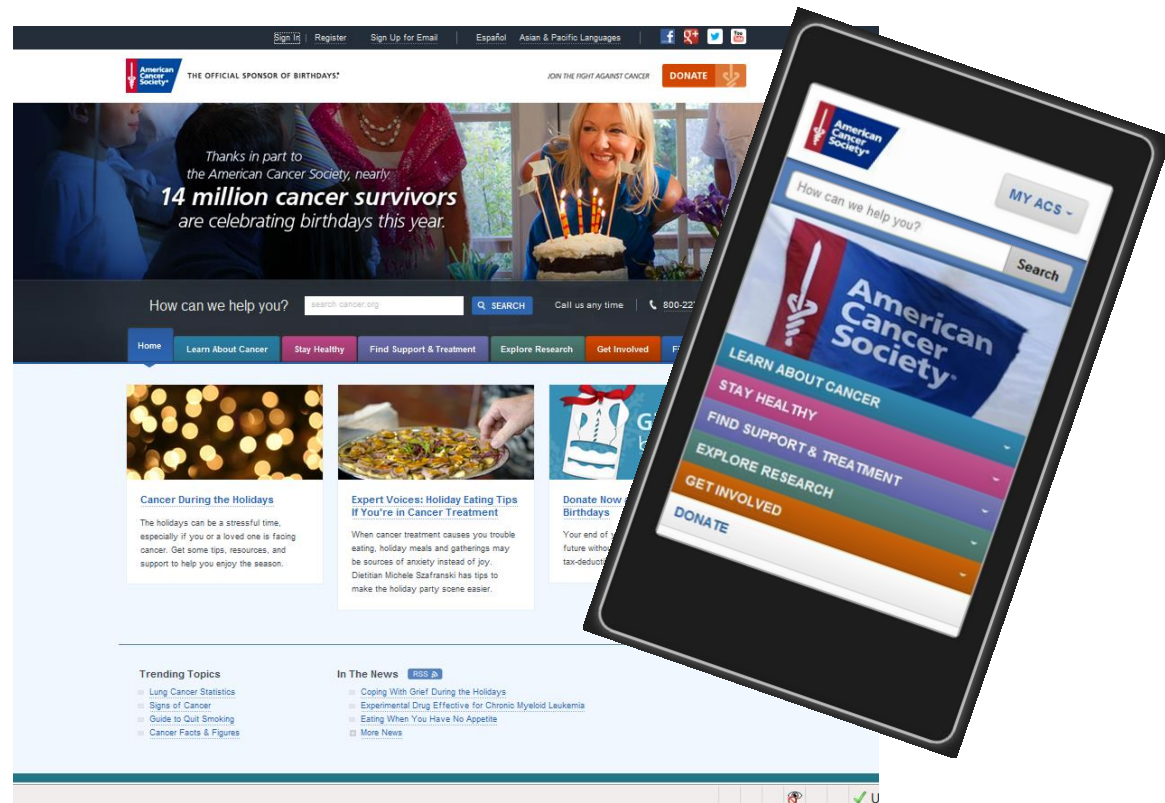 Sign In | Register Sign Up for Email | Español Asian & Pacific Languages |
American
Cancer
Society®
THE OFFICIAL SPONSOR OF BIRTHDAYS.®
JOIN THE FIGHT AGAINST CANCER
DONATE
Thanks in part to
the American Cancer Society, nearly
14 million cancer survivors
are celebrating birthdays this year.
How can we help you?
search cancer.org
SEARCH
Call us any time
800-22
Home
Learn About Cancer
Stay Healthy
Find Support & Treatment
Explore Research
Get Involved
Cancer During the Holidays
The holidays can be a stressful time,
especially if you or a loved one is facing
cancer. Get some tips, resources, and
support to help you enjoy the season.
Expert Voices: Holiday Eating Tips
If You're in Cancer Treatment
When cancer treatment causes you trouble
eating, holiday meals and gatherings may
be sources of anxiety instead of joy.
Dietitian Michele Szafranski has tips to
make the holiday party scene easier.
Donate Now
Birthdays
Your end of
future withou
tax-deduct
Trending Topics
Lung Cancer Statistics
Signs of Cancer
Guide to Quit Smoking
Cancer Facts & Figures
In The News RSS
Coping With Grief During the Holidays
Experimental Drug Effective for Chronic Myeloid Leukemia
Eating When You Have No Appetite
More News
American
Cancer
Society®
MY ACS
How can we help you?
Search
American
Cancer
Society®
LEARN ABOUT CANCER
STAY HEALTHY
FIND SUPPORT & TREATMENT
EXPLORE RESEARCH
GET INVOLVED
DONATE